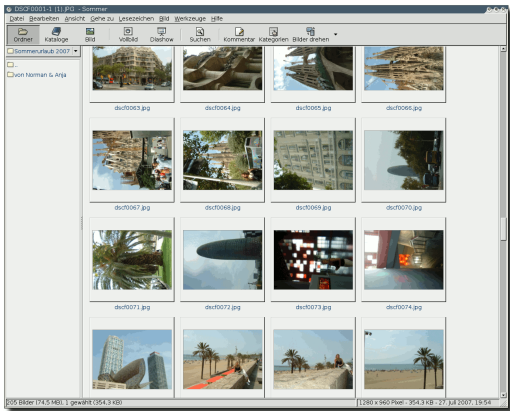 DSCF0001-1 (1).JPG - Sommer
Datei Bearbeiten Ansicht Gehe zu Lesezeichen Bild Werkzeuge Hilfe
Ordner Kataloge Bild Vollbild Diashow Suchen Kommentar Kategorien Bilder drehen
Sommerurlaub 2007
..
von Norman & Anja
dscf0063.jpg dscf0064.jpg dscf0065.jpg dscf0066.jpg
dscf0067.jpg dscf0068.jpg dscf0069.jpg dscf0070.jpg
dscf0071.jpg dscf0072.jpg dscf0073.jpg dscf0074.jpg
205 Bilder (74,5 MB), 1 gewählt (354,3 KB) 1280 x 960 Pixel - 354,3 KB - 27. Juli 2007, 19:54